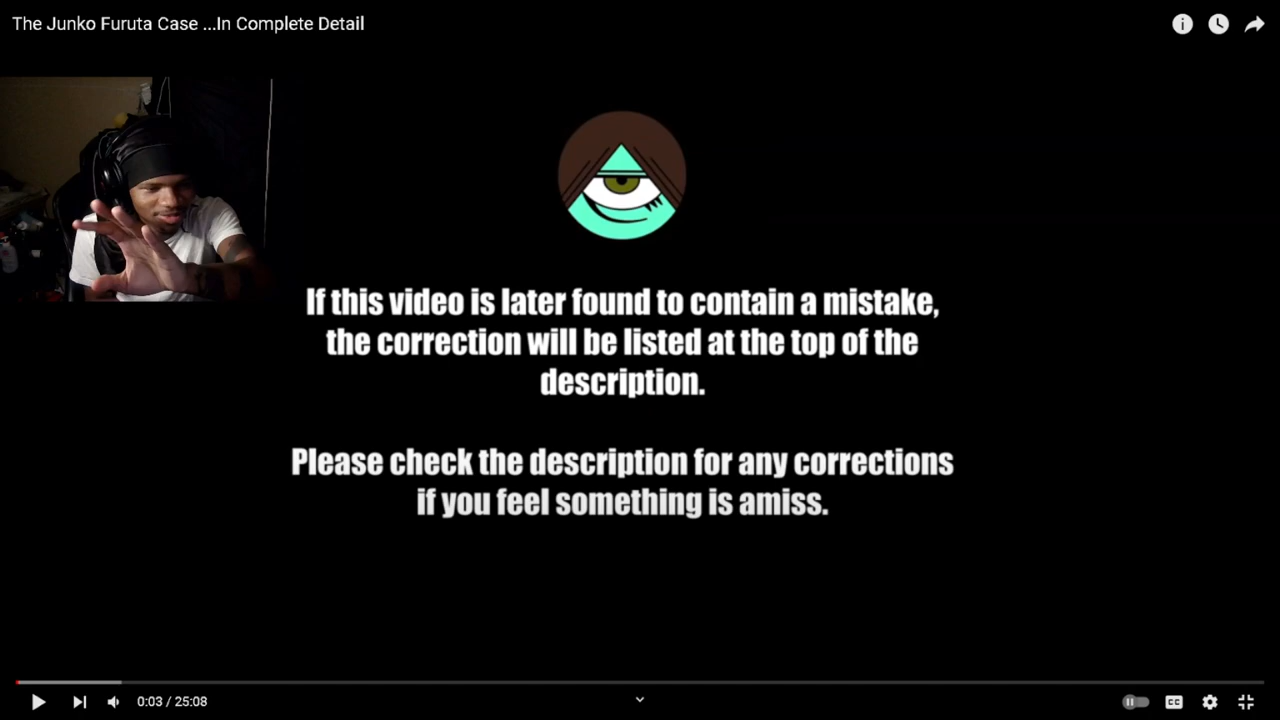 The Junko Furuta Case ...In Complete Detail
If this video is later found to contain a mistake,
the correction will be listed at the top of the
description.
Please check the description for any corrections
if you feel something is amiss.
0:03 / 25:08
CC